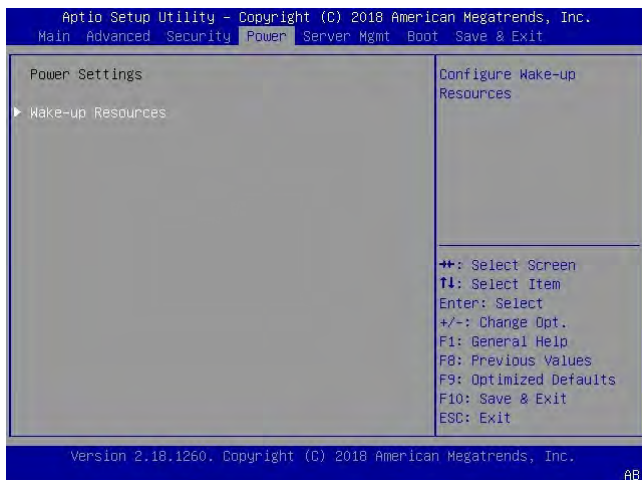 Aptio Setup Utility – Copyright (C) 2018 American Megatrends, Inc.
Main Advanced Security Power Server Mgmt Boot Save & Exit
Power Settings
Wake-up Resources
Configure Wake-up
Resources
→←: Select Screen
↑↓: Select Item
Enter: Select
+/-: Change Opt.
F1: General Help
F8: Previous Values
F9: Optimized Defaults
F10: Save & Exit
ESC: Exit
Version 2.18.1260. Copyright (C) 2018 American Megatrends, Inc.
AB